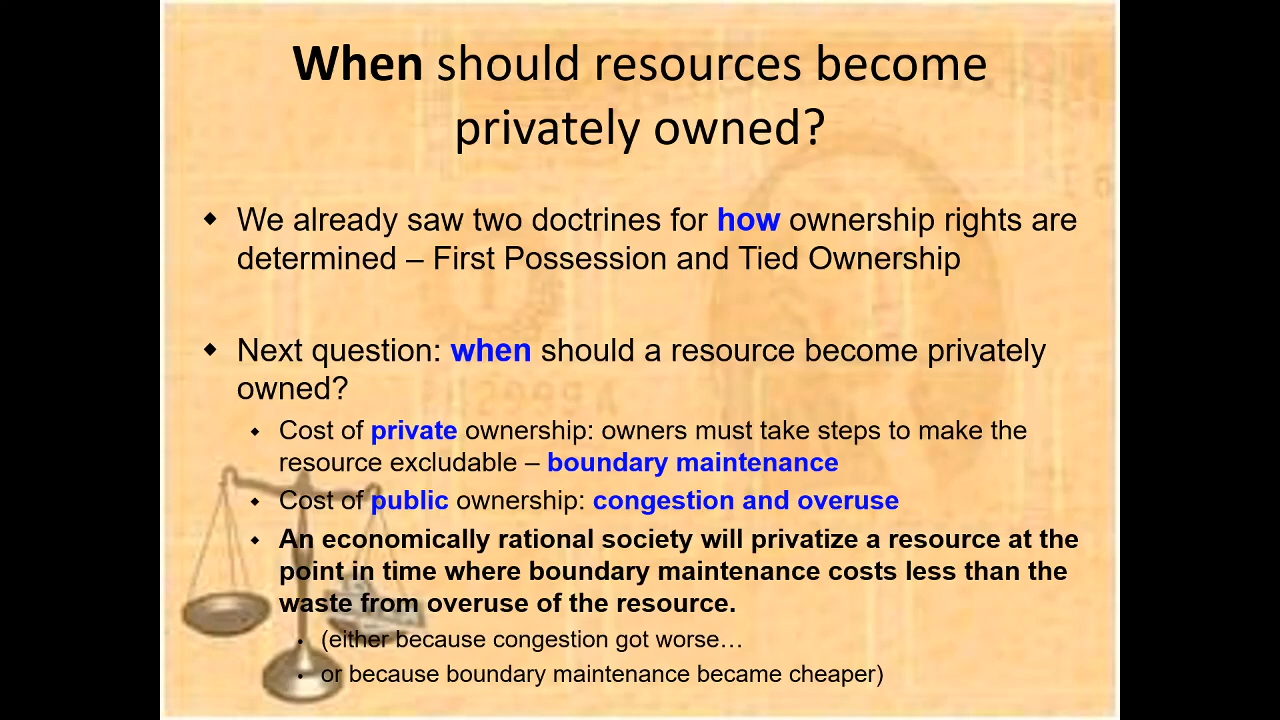 When should resources become
privately owned?
We already saw two doctrines for how ownership rights are
determined – First Possession and Tied Ownership
Next question: when should a resource become privately
owned?
Cost of private ownership: owners must take steps to make the
resource excludable – boundary maintenance
Cost of public ownership: congestion and overuse
An economically rational society will privatize a resource at the
point in time where boundary maintenance costs less than the
waste from overuse of the resource.
(either because congestion got worse…
or because boundary maintenance became cheaper)